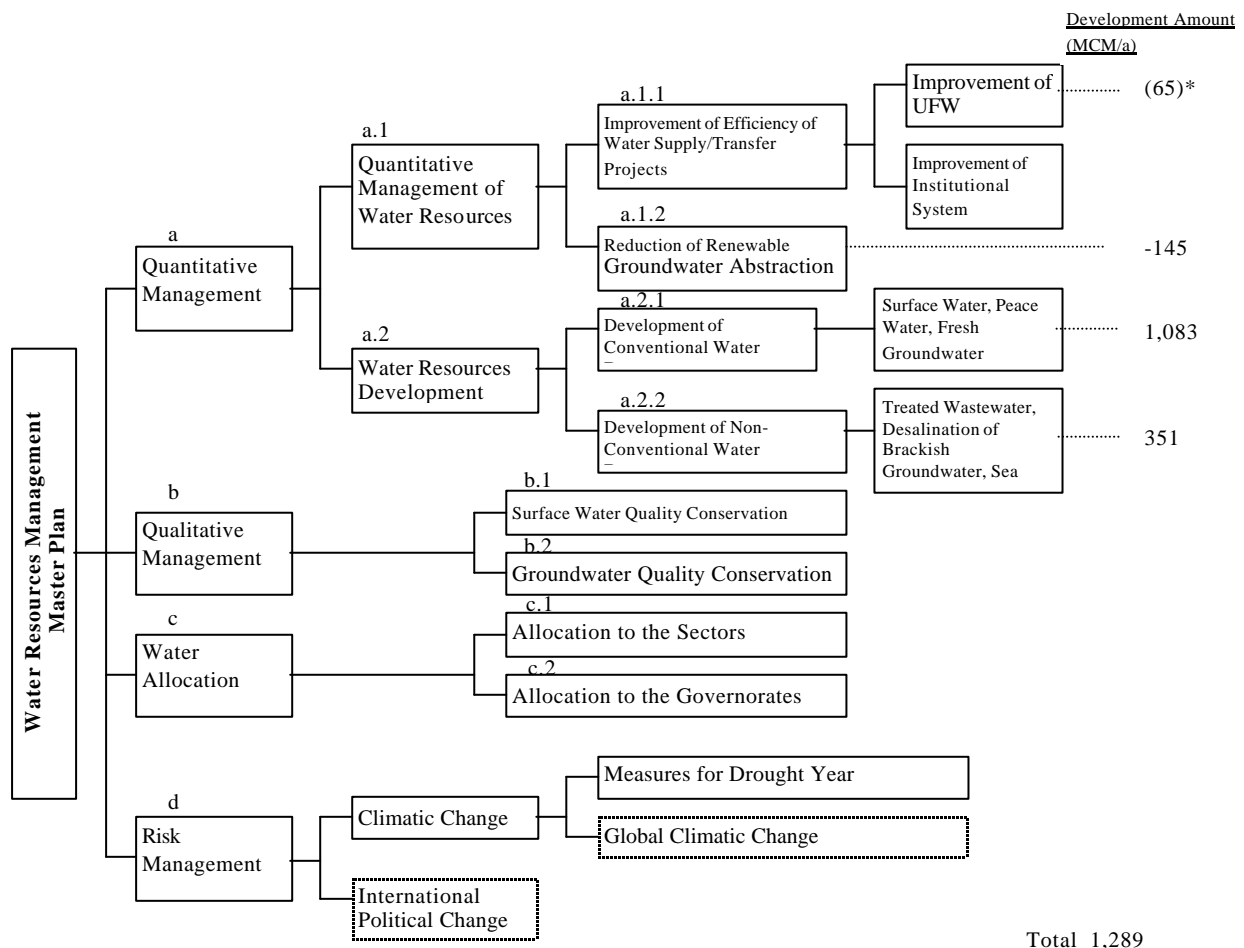 Development Amount
(MCM/a)
Improvement of
UFW
(65)*
a.1.1
Improvement of Efficiency of
Water Supply/Transfer
Projects
Improvement of
Institutional
System
a.1
Quantitative
Management of
Water Resources
a.1.2
Reduction of Renewable
Groundwater Abstraction
-145
a
Quantitative
Management
a.2.1
Development of
Conventional Water
Surface Water, Peace
Water, Fresh
Groundwater
1,083
a.2
Water Resources
Development
a.2.2
Development of Non-
Conventional Water
Treated Wastewater,
Desalination of
Brackish
Groundwater, Sea
351
Water Resources Management
Master Plan
b
Qualitative
Management
b.1
Surface Water Quality Conservation
b.2
Groundwater Quality Conservation
c
Water
Allocation
c.1
Allocation to the Sectors
c.2
Allocation to the Governorates
d
Risk
Management
Climatic Change
Measures for Drought Year
Global Climatic Change
International
Political Change
Total 1,289